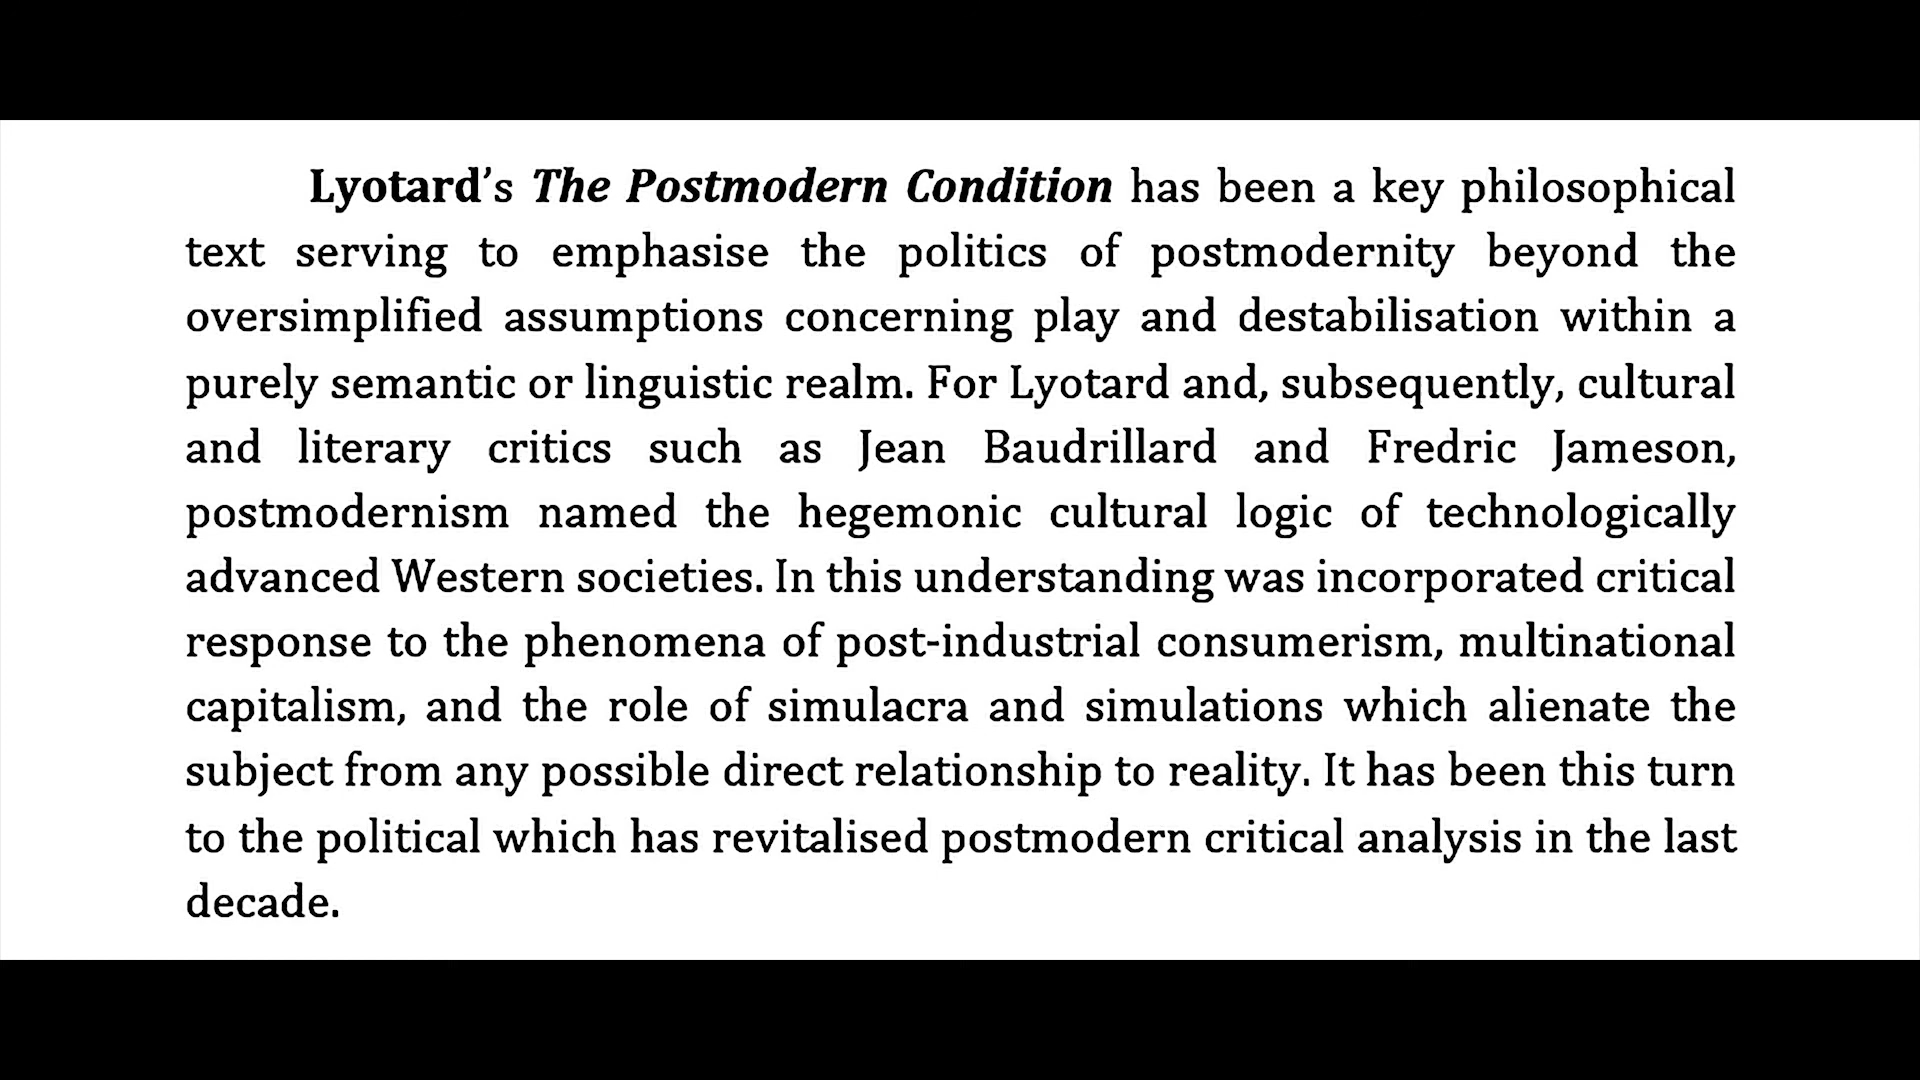 Lyotard’s The Postmodern Condition has been a key philosophical
text serving to emphasise the politics of postmodernity beyond the
oversimplified assumptions concerning play and destabilisation within a
purely semantic or linguistic realm. For Lyotard and, subsequently, cultural
and literary critics such as Jean Baudrillard and Fredric Jameson,
postmodernism named the hegemonic cultural logic of technologically
advanced Western societies. In this understanding was incorporated critical
response to the phenomena of post-industrial consumerism, multinational
capitalism, and the role of simulacra and simulations which alienate the
subject from any possible direct relationship to reality. It has been this turn
to the political which has revitalised postmodern critical analysis in the last
decade.